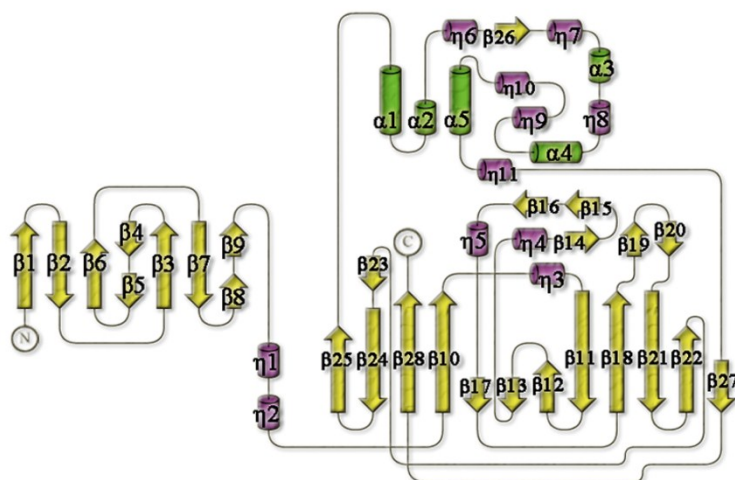 η6 β26 η7
α3
α1 α2 α5 η10 η9 η8
α4
η11
β16 β15
β1 β2 β6 β4 β5 β3 β7 β9 β8
N
C
β23 η5 η4 β14 β19 β20
η3
η1
η2
β25 β24 β28 β10 β17 β13 β12 β11 β18 β21 β22 β27